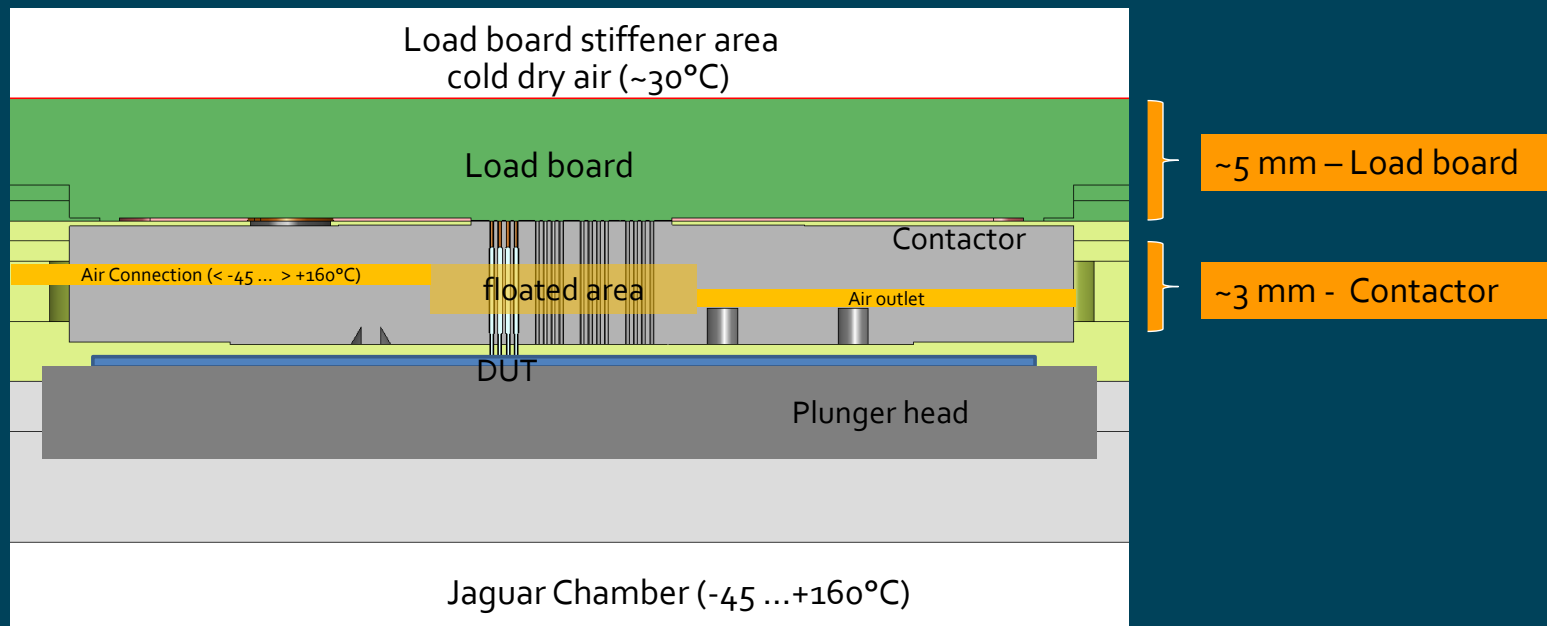 Load board stiffener area
cold dry air (~30°C)
Load board
~5 mm – Load board
Contactor
Air Connection (< -45 ... > +160°C)
floated area
Air outlet
~3 mm - Contactor
DUT
Plunger head
Jaguar Chamber (-45 ...+160°C)